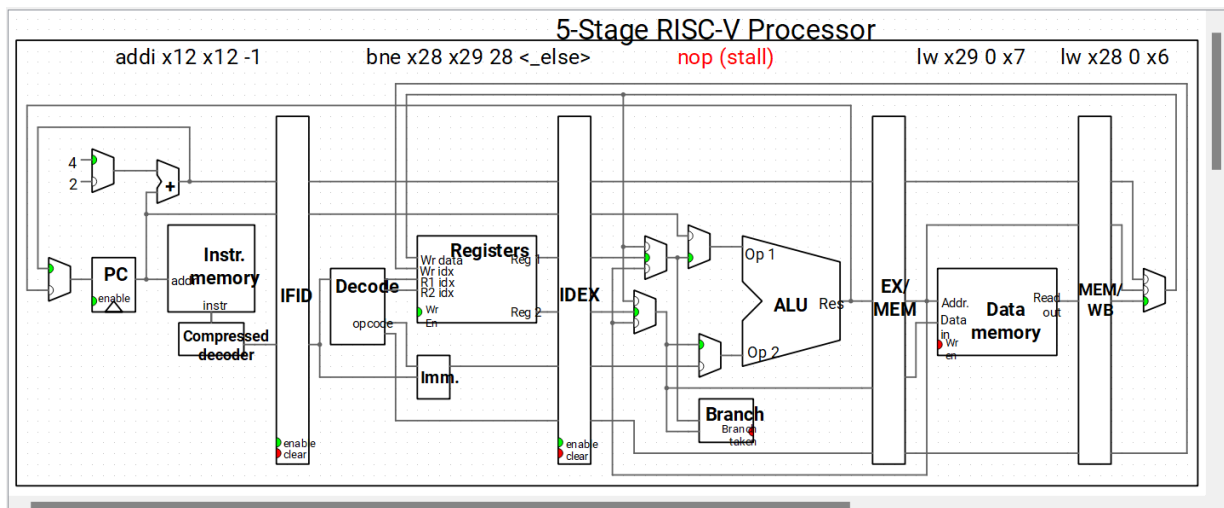 5-Stage RISC-V Processor
addi x12 x12 -1
bne x28 x29 28 <_else>
nop (stall)
lw x29 0 x7
lw x28 0 x6
4
2
+
PC
enable
Instr.
memory
addr
instr
Compressed
decoder
IFID
enable
clear
Decode
opcode
Registers
Wr data
Wr idx
R1 idx
R2 idx
Wr
En
Reg 1
Reg 2
Imm.
IDEX
enable
clear
Op 1
Op 2
ALU
Res
Branch
Branch
taken
EX/
MEM
Addr.
Data
in
Wr
en
Data
memory
Read
out
MEM/
WB